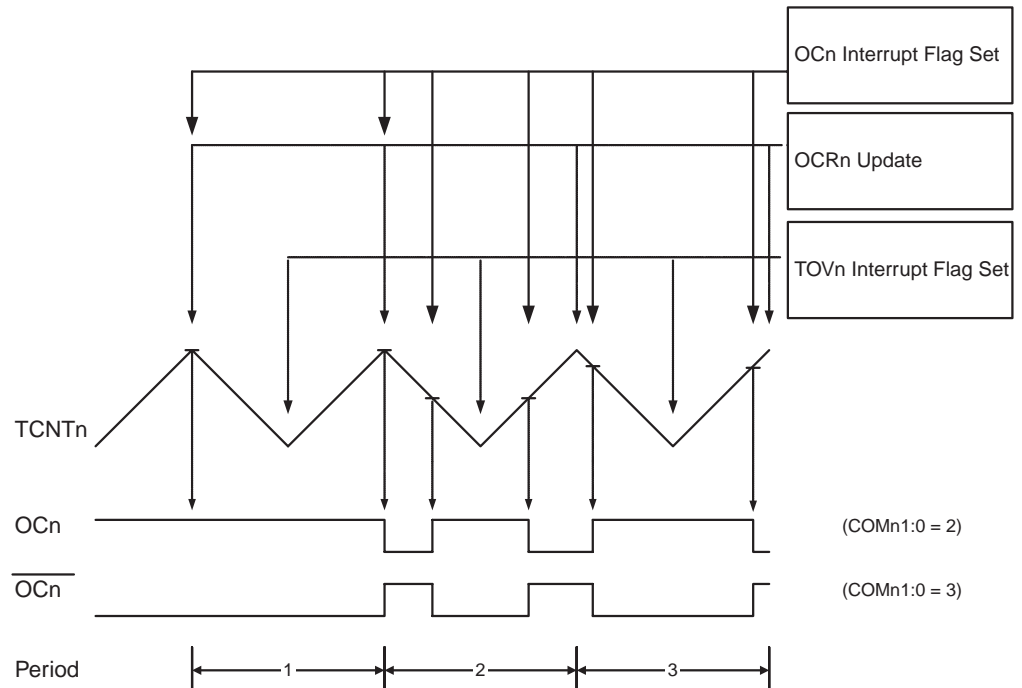 OCn Interrupt Flag Set
OCRn Update
TOVn Interrupt Flag Set
TCNTn
OCn
(COMn1:0 = 2)
OCn
(COMn1:0 = 3)
Period
1
2
3